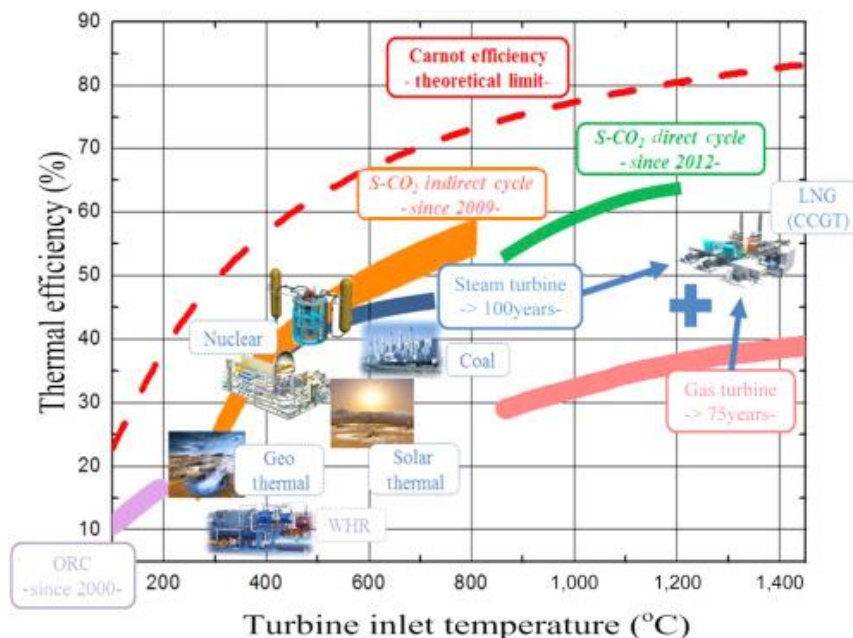 90
80
70
60
50
40
30
20
10
Thermal efficiency (%)
Carnot efficiency
- theoretical limit-
S-CO₂ direct cycle
-since 2012-
S-CO₂ indirect cycle
-since 2009-
LNG
(CCGT)
Steam turbine
-> 100years-
Nuclear
Coal
Gas turbine
-> 75years-
Geo
thermal
Solar
thermal
WHR
ORC
-since 2000-
200
400
600
800
1,000
1,200
1,400
Turbine inlet temperature (°C)